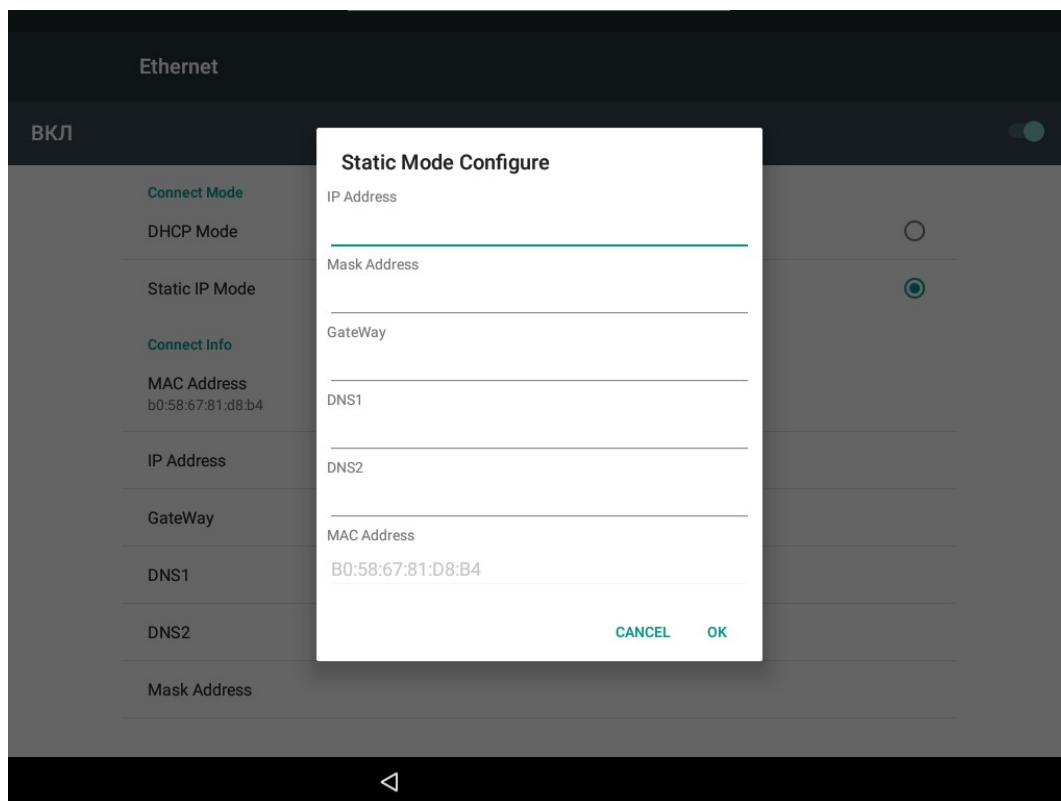 Ethernet
ВКЛ
Connect Mode
DHCP Mode
Static IP Mode
Connect Info
MAC Address
b0:58:67:81:d8:b4
IP Address
GateWay
DNS1
DNS2
Mask Address
Static Mode Configure
IP Address
Mask Address
GateWay
DNS1
DNS2
MAC Address
B0:58:67:81:D8:B4
CANCEL OK